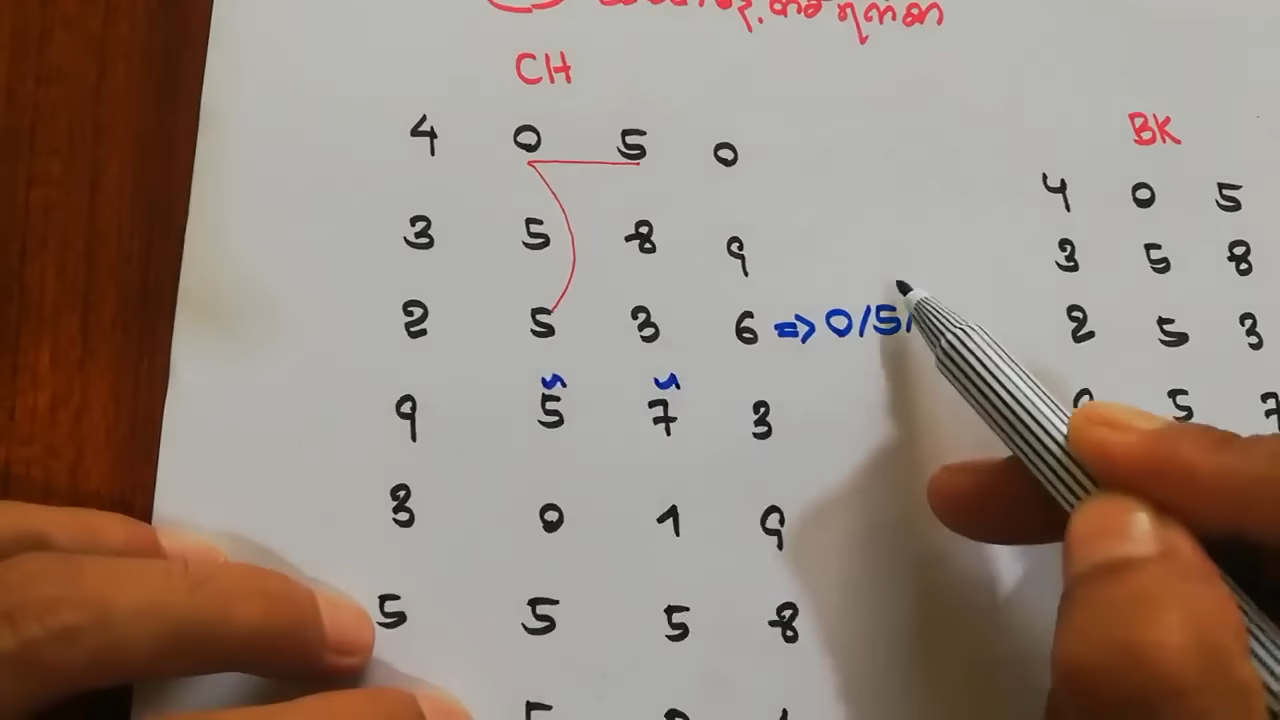 CH
4 0 5 0
3 5 8 9
2 5 3 6 => 0/5/
9 5 7 3
3 0 1 9
5 5 5 8
BK
4 0 5
3 5 8
2 5 3
5 7